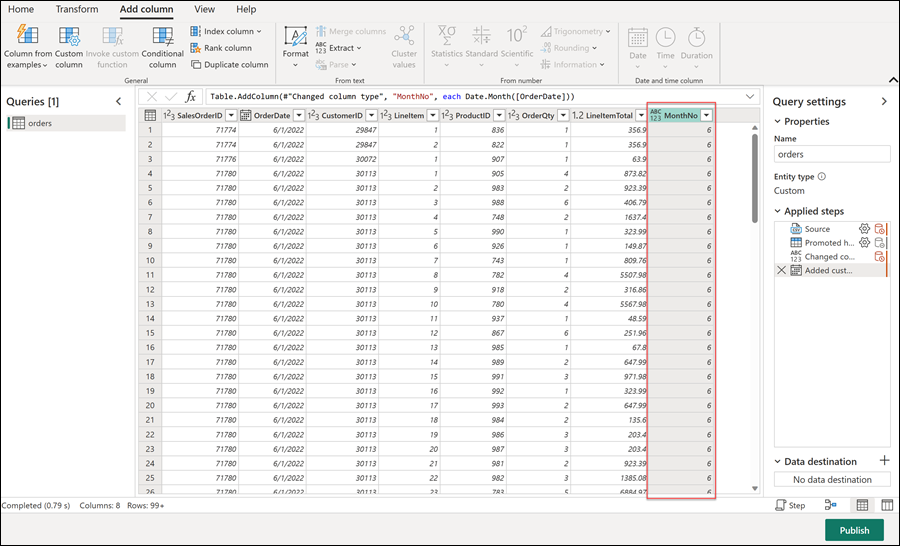 Home Transform Add column View Help
Column from examples
Custom column
Invoke custom function
Conditional column
Index column
Rank column
Duplicate column
General
Format
Merge columns
ABC 123 Extract
ABC Parse
Cluster values
From text
XO Statistics
Standard
10² Scientific
Trigonometry
Rounding
Information
From number
Date
Time
Duration
Date and time column
Queries [1]
orders
fx Table.AddColumn(#"Changed column type", "MonthNo", each Date.Month([OrderDate]))
123 SalesOrderID OrderDate 123 CustomerID 123 LineItem 123 ProductID 123 OrderQty 1.2 LineItemTotal ABC 123 MonthNo
1 71774 6/1/2022 29847 1 836 1 356.9 6
2 71774 6/1/2022 29847 2 822 1 356.9 6
3 71776 6/1/2022 30072 1 907 1 63.9 6
4 71780 6/1/2022 30113 1 905 4 873.82 6
5 71780 6/1/2022 30113 2 983 2 923.39 6
6 71780 6/1/2022 30113 3 988 6 406.79 6
7 71780 6/1/2022 30113 4 748 2 1637.4 6
8 71780 6/1/2022 30113 5 990 1 323.99 6
9 71780 6/1/2022 30113 6 926 1 149.87 6
10 71780 6/1/2022 30113 7 743 1 809.76 6
11 71780 6/1/2022 30113 8 782 4 5507.98 6
12 71780 6/1/2022 30113 9 918 2 316.86 6
13 71780 6/1/2022 30113 10 780 4 5567.98 6
14 71780 6/1/2022 30113 11 937 1 48.59 6
15 71780 6/1/2022 30113 12 867 6 251.96 6
16 71780 6/1/2022 30113 13 985 1 67.8 6
17 71780 6/1/2022 30113 14 989 2 647.99 6
18 71780 6/1/2022 30113 15 991 3 971.98 6
19 71780 6/1/2022 30113 16 992 1 323.99 6
20 71780 6/1/2022 30113 17 993 2 647.99 6
21 71780 6/1/2022 30113 18 984 2 135.6 6
22 71780 6/1/2022 30113 19 986 3 203.4 6
23 71780 6/1/2022 30113 20 987 3 203.4 6
24 71780 6/1/2022 30113 21 981 2 923.39 6
25 71780 6/1/2022 30113 22 982 3 1385.08 6
26 71780 6/1/2022 30113 23 783 5 6884.97 6
Query settings
Properties
Name
orders
Entity type
Custom
Applied steps
Source
Promoted h...
ABC 123 Changed co...
Added cust...
Data destination
No data destination
Completed (0.79 s) Columns: 8 Rows: 99+
Step
Publish